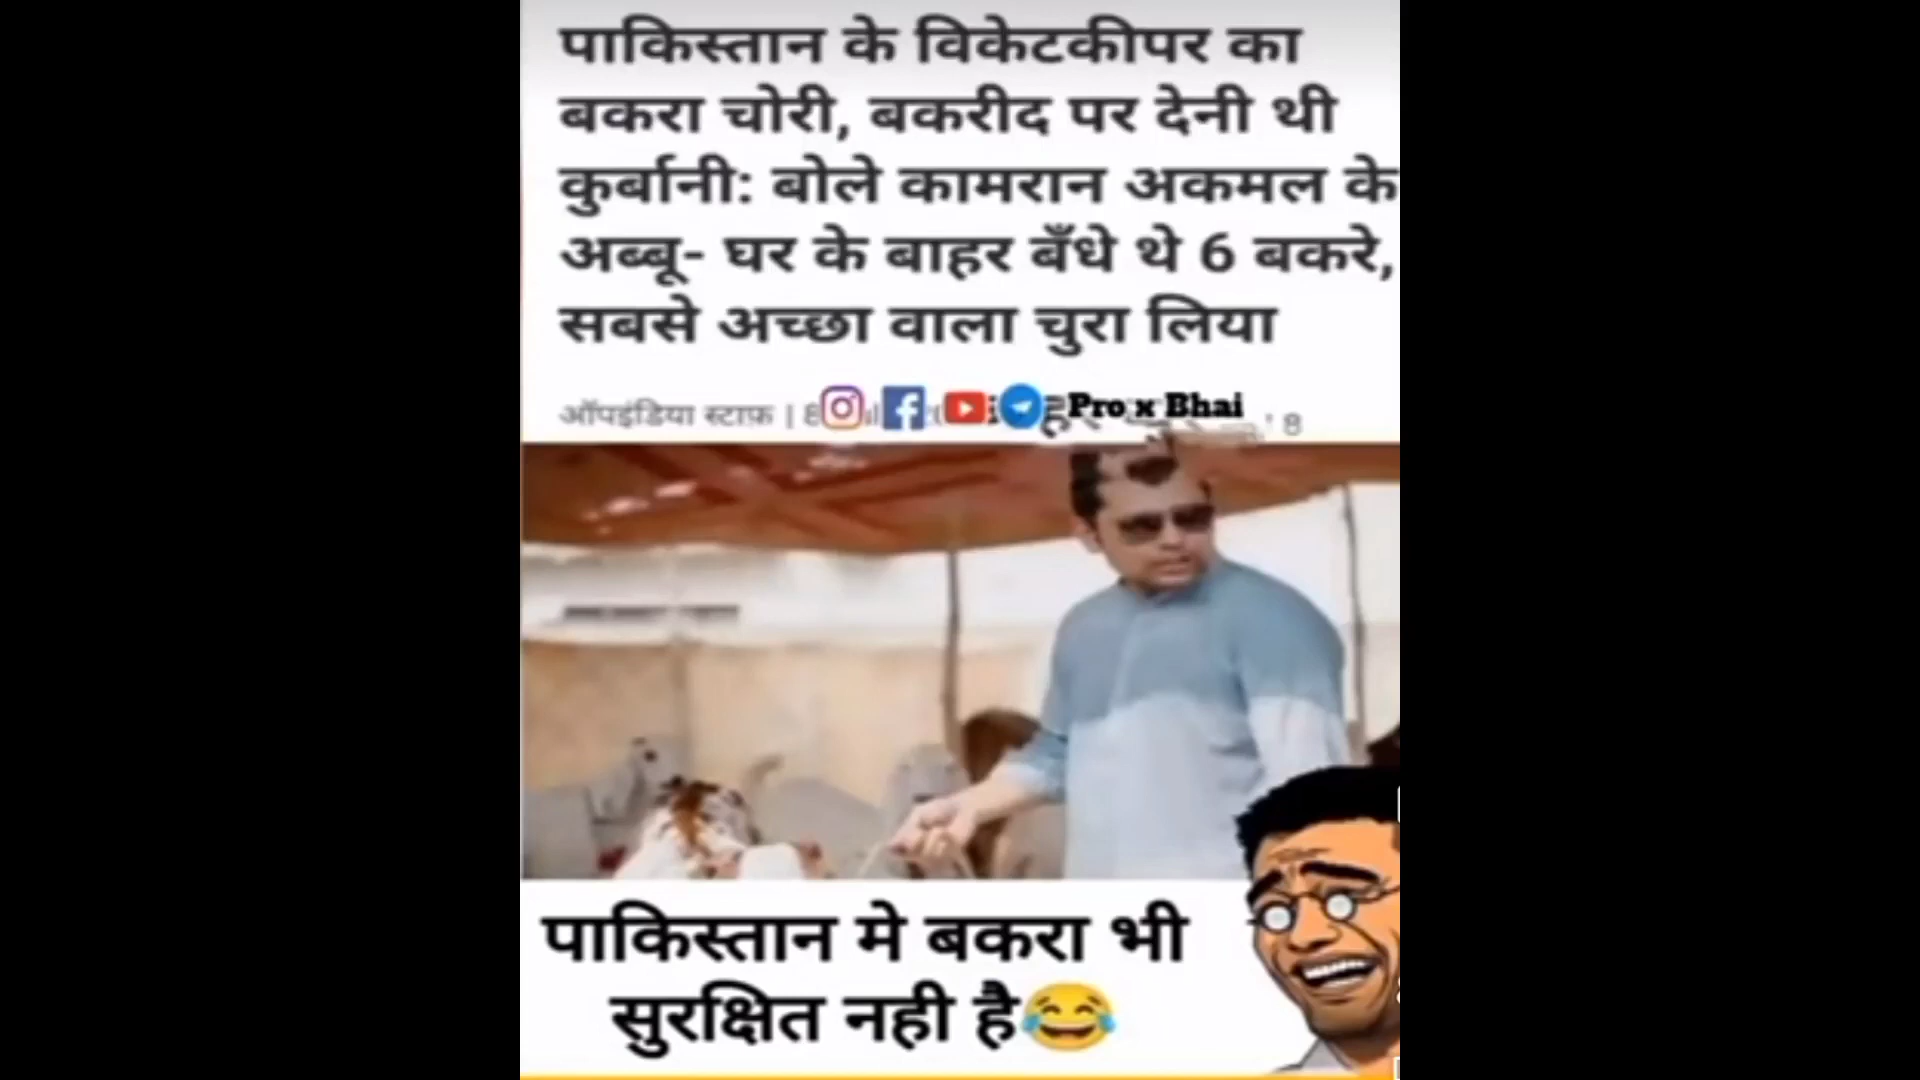 पाकिस्तान के विकेटकीपर का
बकरा चोरी, बकरीद पर देनी थी
कुर्बानी: बोले कामरान अकमल के
अब्बू- घर के बाहर बँधे थे 6 बकरे,
सबसे अच्छा वाला चुरा लिया
ऑपइंडिया स्टाफ़ | 8
Pro x Bhai
पाकिस्तान मे बकरा भी
सुरक्षित नही है😂